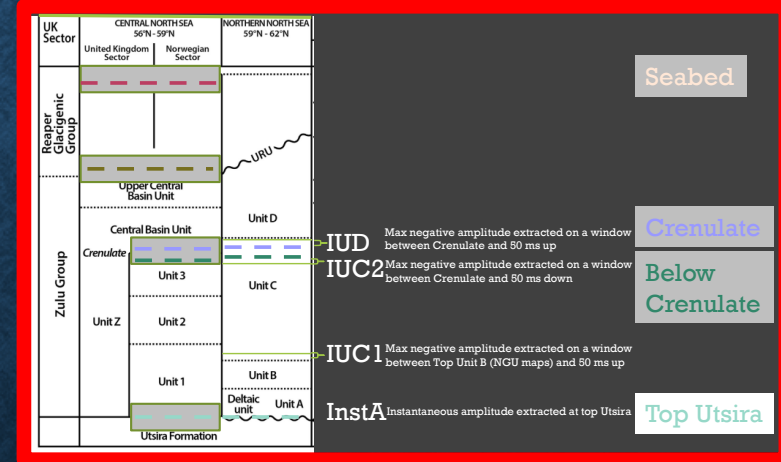 UK
Sector
CENTRAL NORTH SEA
56°N - 59°N
NORTHERN NORTH SEA
59°N - 62°N
United Kingdom
Sector
Norwegian
Sector
Reaper
Glacigenic
Group
Seabed
URU
Upper Central
Basin Unit
Zulu Group
Unit D
Central Basin Unit
Crenulate
IUD
Max negative amplitude extracted on a window
between Crenulate and 50 ms up
Crenulate
Unit 3
Unit C
IUC2
Max negative amplitude extracted on a window
between Crenulate and 50 ms down
Below
Crenulate
Unit Z
Unit 2
IUC1
Max negative amplitude extracted on a window
between Top Unit B (NGU maps) and 50 ms up
Unit 1
Unit B
Deltaic
unit
Unit A
InstA
Instantaneous amplitude extracted at top Utsira
Top Utsira
Utsira Formation